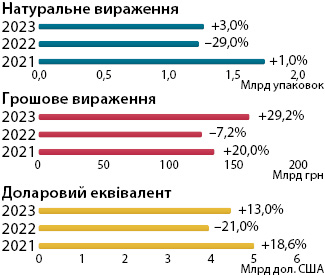 Натуральне вираження
2023 +3,0%
2022 –29,0%
2021 +1,0%
0,0 0,5 1,0 1,5 2,0
Млрд упаковок
Грошове вираження
2023 +29,2%
2022 –7,2%
2021 +20,0%
0 50 100 150 200
Млрд грн
Доларовий еквівалент
2023 +13,0%
2022 –21,0%
2021 +18,6%
0 1 2 3 4 5 6
Млрд дол. США